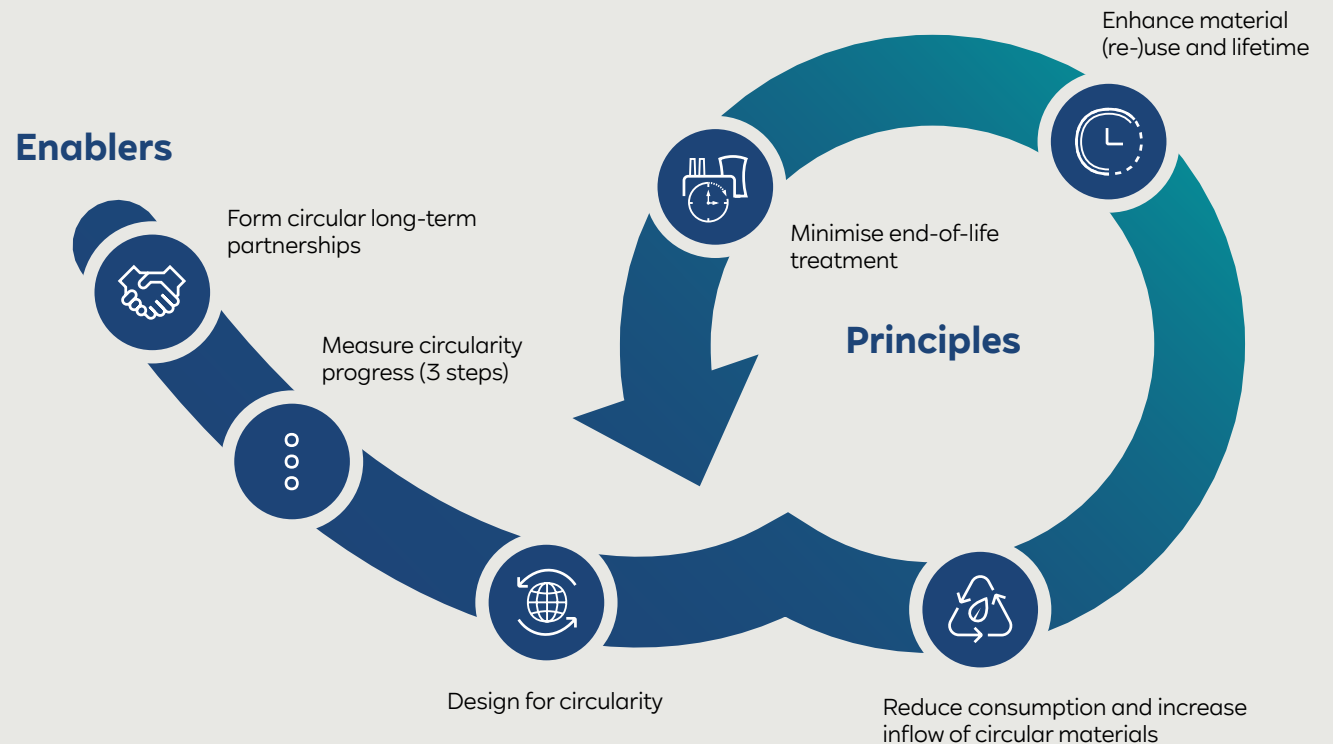 Enhance material
(re-)use and lifetime
Enablers
Form circular long-term
partnerships
Minimise end-of-life
treatment
Measure circularity
progress (3 steps)
Principles
Design for circularity
Reduce consumption and increase
inflow of circular materials